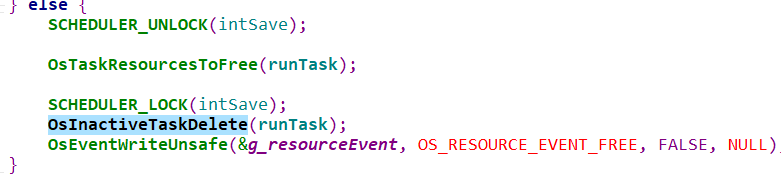 } else {
SCHEDULER_UNLOCK(intSave);
OsTaskResourcesToFree(runTask);
SCHEDULER_LOCK(intSave);
OsInactiveTaskDelete(runTask);
OsEventWriteUnsafe(&g_resourceEvent, OS_RESOURCE_EVENT_FREE, FALSE, NULL)
}